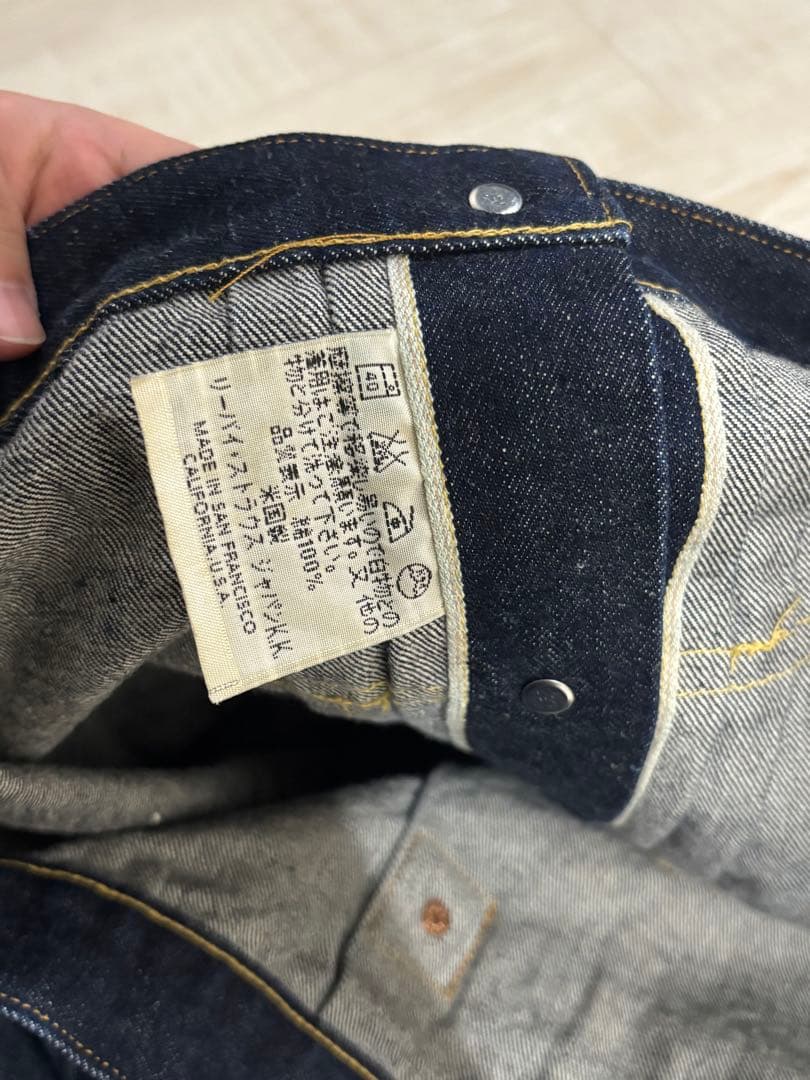 40
摩擦等で移染し易いので白物との
着用はご注意願います。又、他の
物と分けて洗って下さい。
品質表示 綿100%
米国製
リーバイ・ストラウス ジャパンK.K.
MADE IN SAN FRANCISCO
CALIFORNIA.U.S.A.